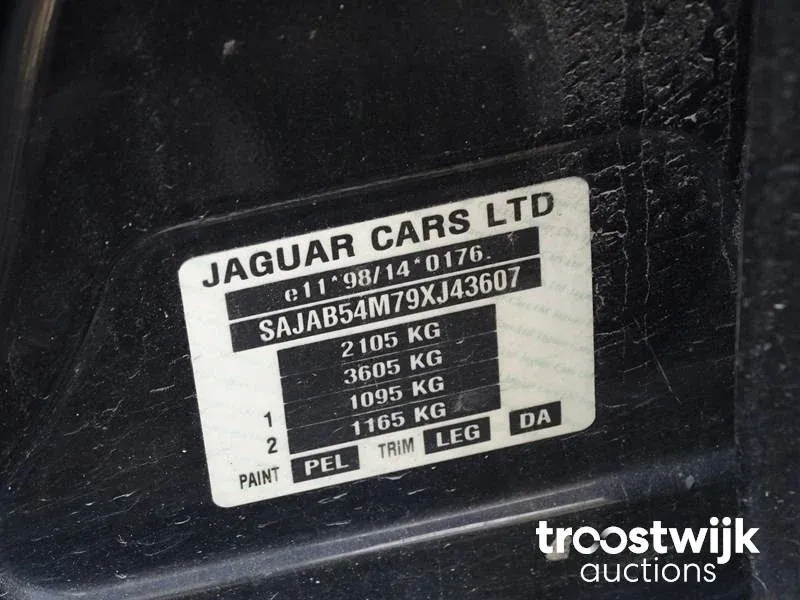 JAGUAR CARS LTD
e11*98/14*0176.
SAJAB54M79XJ43607
2105 KG
3605 KG
1 1095 KG
2 1165 KG
PAINT PEL TRIM LEG DA
troostwijk
auctions